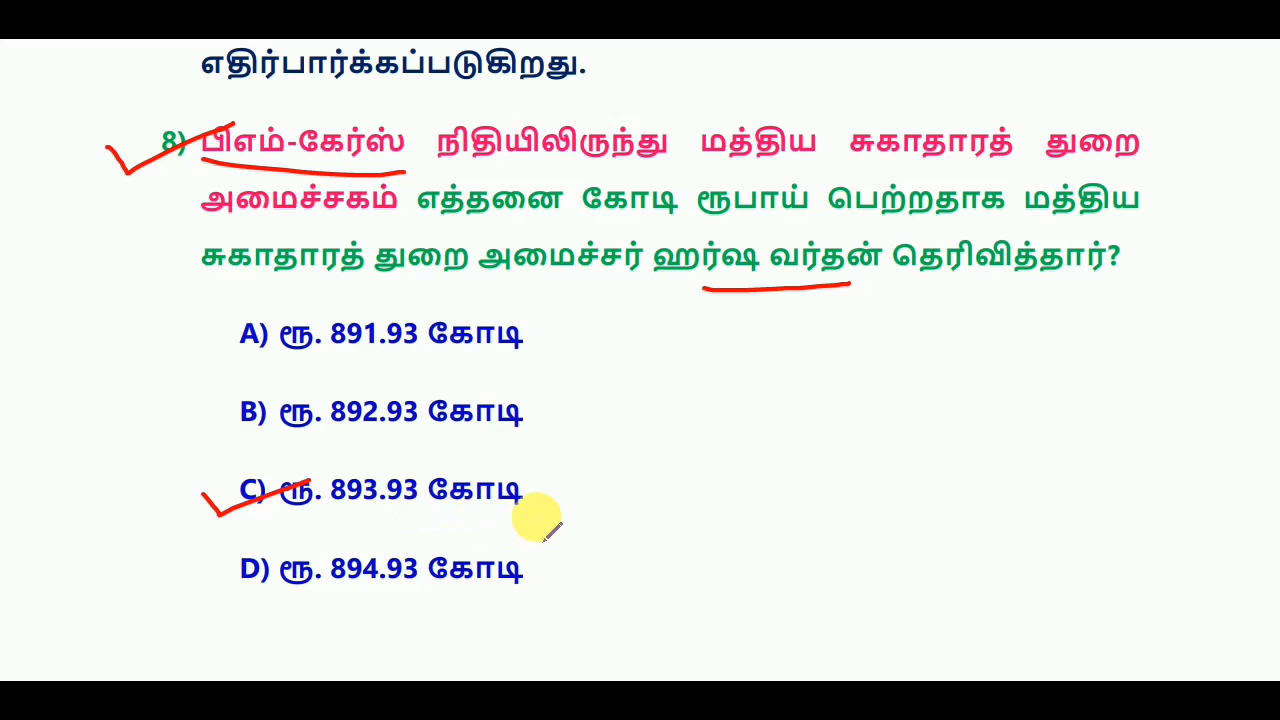 எதிர்பார்க்கப்படுகிறது.
8) பிஎம்-கேர்ஸ் நிதியிலிருந்து மத்திய சுகாதாரத் துறை
அமைச்சகம் எத்தனை கோடி ரூபாய் பெற்றதாக மத்திய
சுகாதாரத் துறை அமைச்சர் ஹர்ஷ வர்தன் தெரிவித்தார்?
A) ரூ. 891.93 கோடி
B) ரூ. 892.93 கோடி
C) ரூ. 893.93 கோடி
D) ரூ. 894.93 கோடி